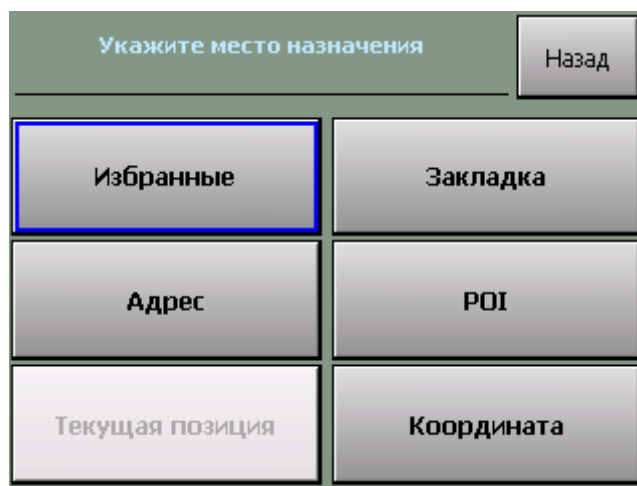 Укажите место назначения
Назад
Избранные
Закладка
Адрес
POI
Текущая позиция
Координата